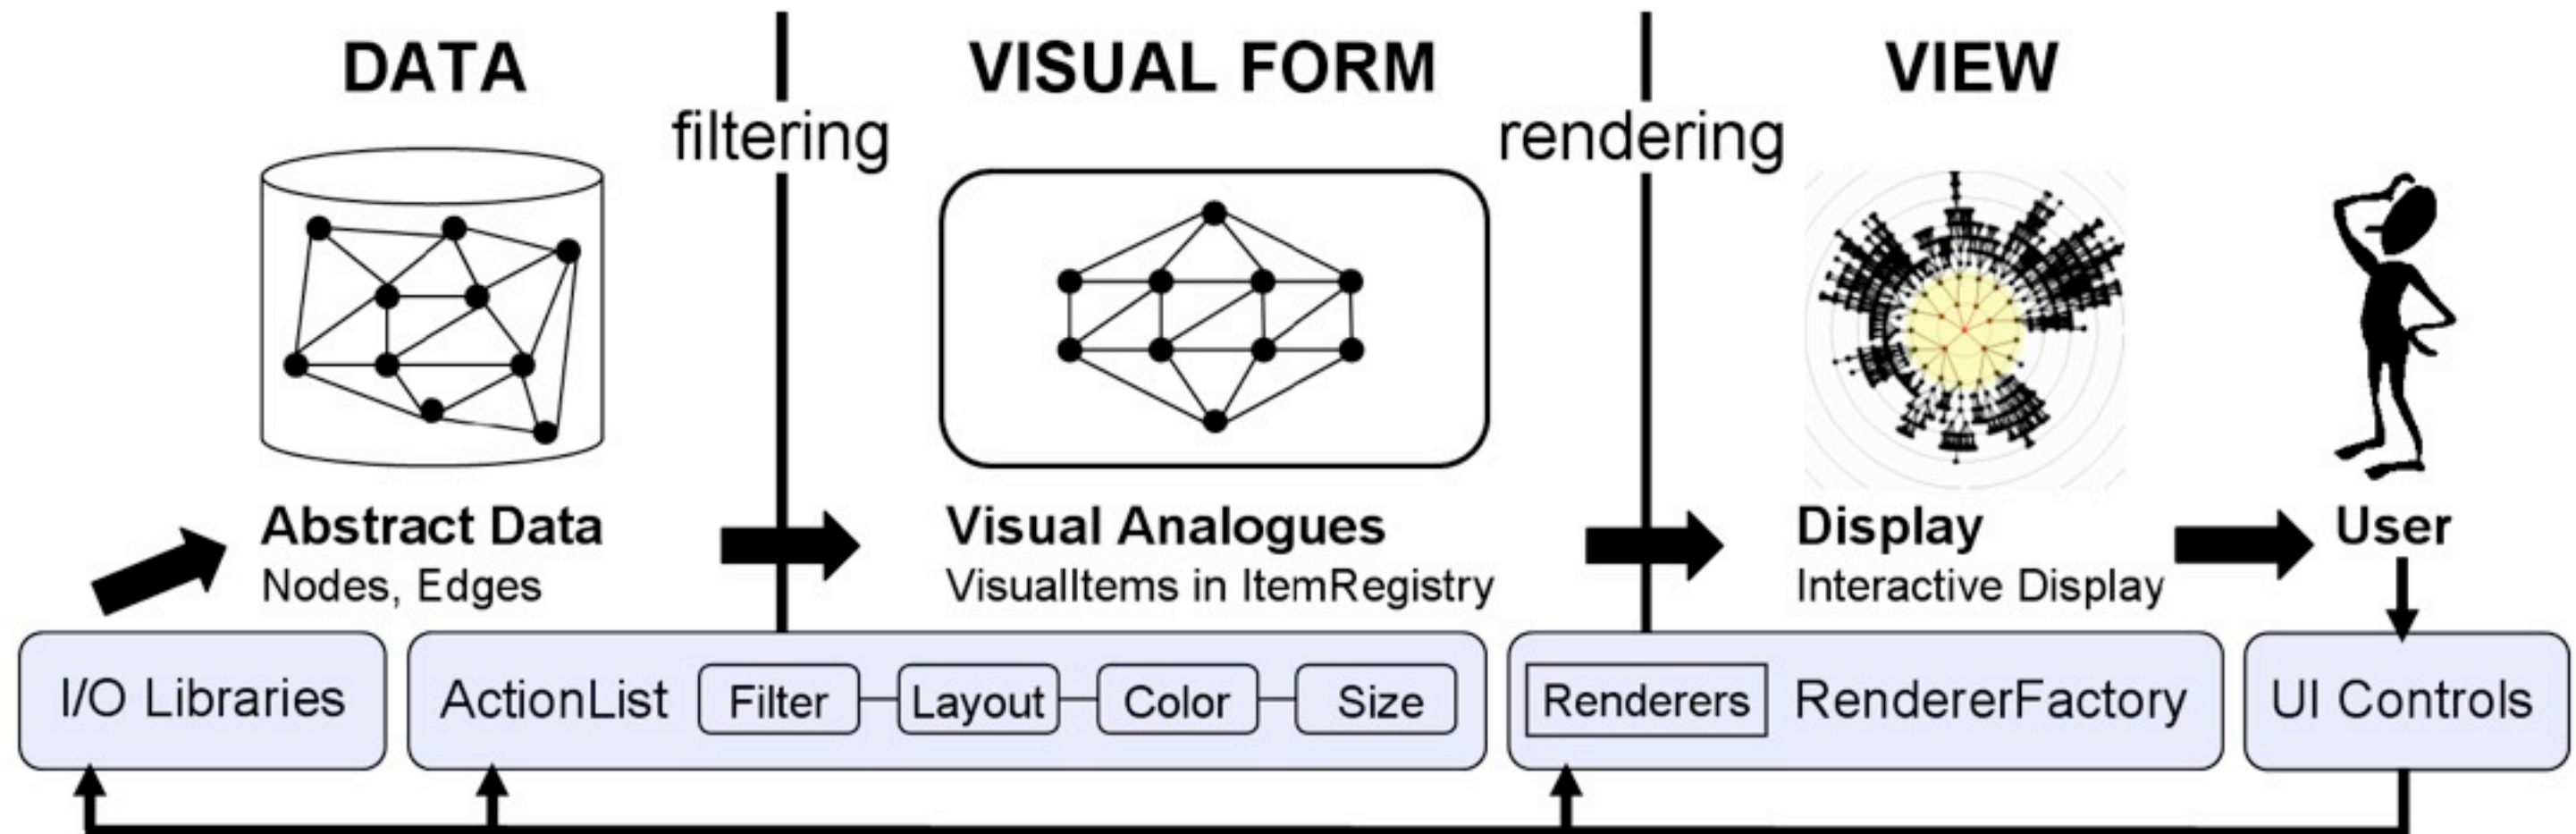 DATA
VISUAL FORM
VIEW
filtering
rendering
Abstract Data
Nodes, Edges
Visual Analogues
VisualItems in ItemRegistry
Display
Interactive Display
User
I/O Libraries
ActionList
Filter
Layout
Color
Size
Renderers
RendererFactory
UI Controls